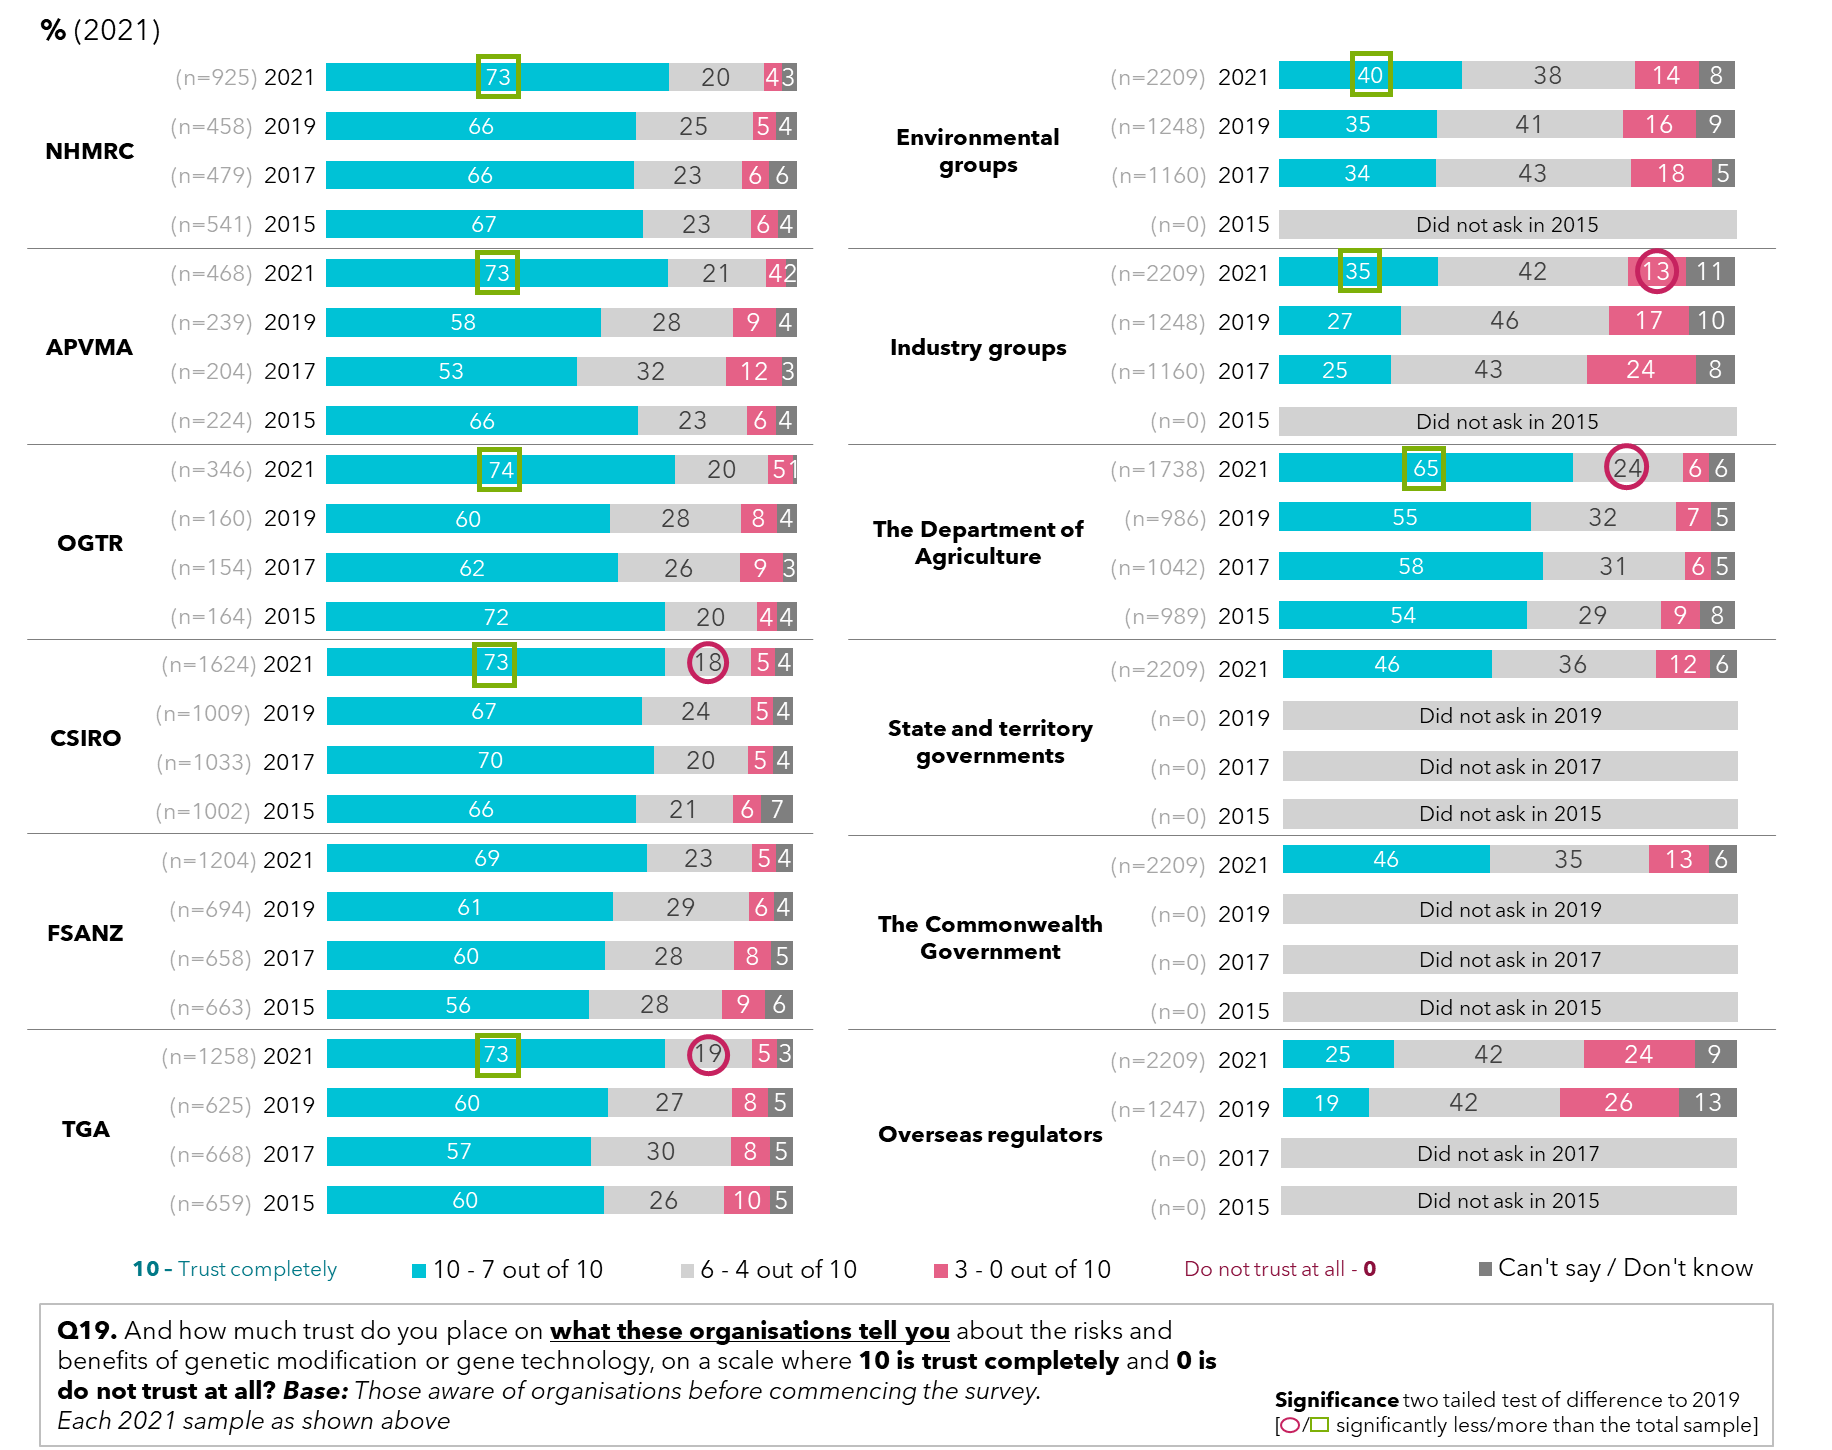 % (2021)
(n=925) 2021 73 20 4 3
(n=458) 2019 66 25 5 4
NHMRC
(n=479) 2017 66 23 6 6
(n=541) 2015 67 23 6 4
(n=468) 2021 73 21 4 2
(n=239) 2019 58 28 9 4
APVMA
(n=204) 2017 53 32 12 3
(n=224) 2015 66 23 6 4
(n=346) 2021 74 20 5 1
(n=160) 2019 60 28 8 4
OGTR
(n=154) 2017 62 26 9 3
(n=164) 2015 72 20 4 4
(n=1624) 2021 73 18 5 4
(n=1009) 2019 67 24 5 4
CSIRO
(n=1033) 2017 70 20 5 4
(n=1002) 2015 66 21 6 7
(n=1204) 2021 69 23 5 4
(n=694) 2019 61 29 6 4
FSANZ
(n=658) 2017 60 28 8 5
(n=663) 2015 56 28 9 6
(n=1258) 2021 73 19 5 3
(n=625) 2019 60 27 8 5
TGA
(n=668) 2017 57 30 8 5
(n=659) 2015 60 26 10 5
(n=2209) 2021 40 38 14 8
(n=1248) 2019 35 41 16 9
Environmental
groups
(n=1160) 2017 34 43 18 5
(n=0) 2015 Did not ask in 2015
(n=2209) 2021 35 42 13 11
(n=1248) 2019 27 46 17 10
Industry groups
(n=1160) 2017 25 43 24 8
(n=0) 2015 Did not ask in 2015
(n=1738) 2021 65 24 6 6
(n=986) 2019 55 32 7 5
The Department of
Agriculture
(n=1042) 2017 58 31 6 5
(n=989) 2015 54 29 9 8
(n=2209) 2021 46 36 12 6
(n=0) 2019 Did not ask in 2019
State and territory
governments
(n=0) 2017 Did not ask in 2017
(n=0) 2015 Did not ask in 2015
(n=2209) 2021 46 35 13 6
(n=0) 2019 Did not ask in 2019
The Commonwealth
Government
(n=0) 2017 Did not ask in 2017
(n=0) 2015 Did not ask in 2015
(n=2209) 2021 25 42 24 9
(n=1247) 2019 19 42 26 13
Overseas regulators
(n=0) 2017 Did not ask in 2017
(n=0) 2015 Did not ask in 2015
10 – Trust completely 10 - 7 out of 10 6 - 4 out of 10 3 - 0 out of 10 Do not trust at all - 0 Can't say / Don't know
Q19. And how much trust do you place on what these organisations tell you about the risks and
benefits of genetic modification or gene technology, on a scale where 10 is trust completely and 0 is
do not trust at all? Base: Those aware of organisations before commencing the survey.
Each 2021 sample as shown above
Significance two tailed test of difference to 2019
[ / significantly less/more than the total sample]